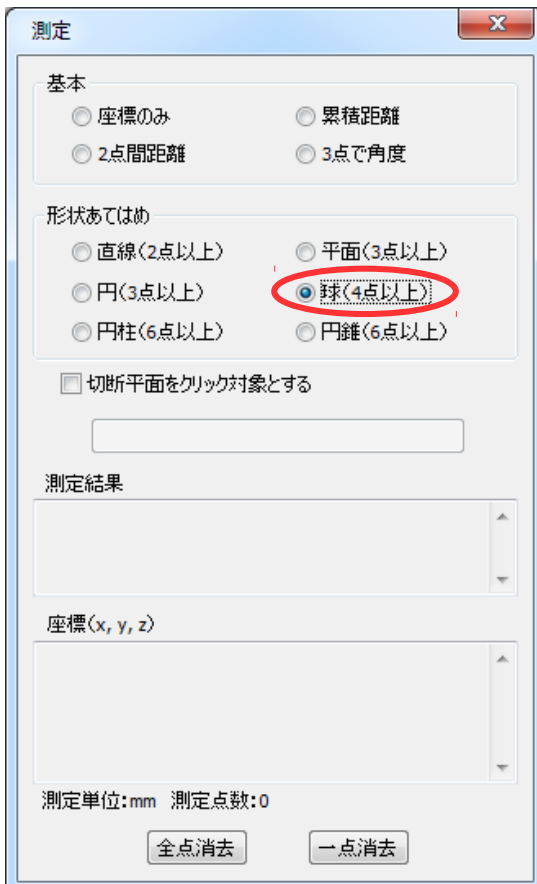 測定
基本
座標のみ 累積距離
2点間距離 3点で角度
形状あてはめ
直線(2点以上) 平面(3点以上)
円(3点以上) 球(4点以上)
円柱(6点以上) 円錐(6点以上)
切断平面をクリック対象とする
測定結果
座標(x, y, z)
測定単位:mm 測定点数:0
全点消去 一点消去